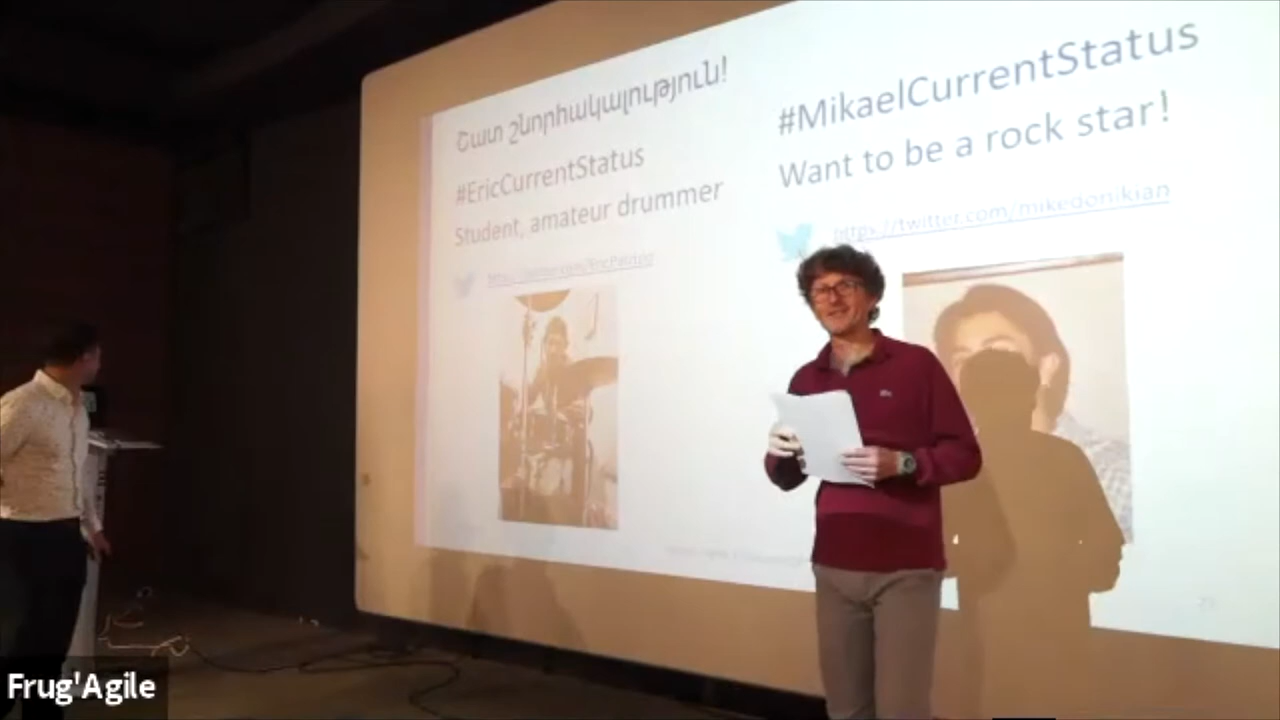 Շատ շնորհակալություն!
#EricCurrentStatus
Student, amateur drummer
#MikaelCurrentStatus
Want to be a rock star!
https://twitter.com/mikedonikian
Frug'Agile